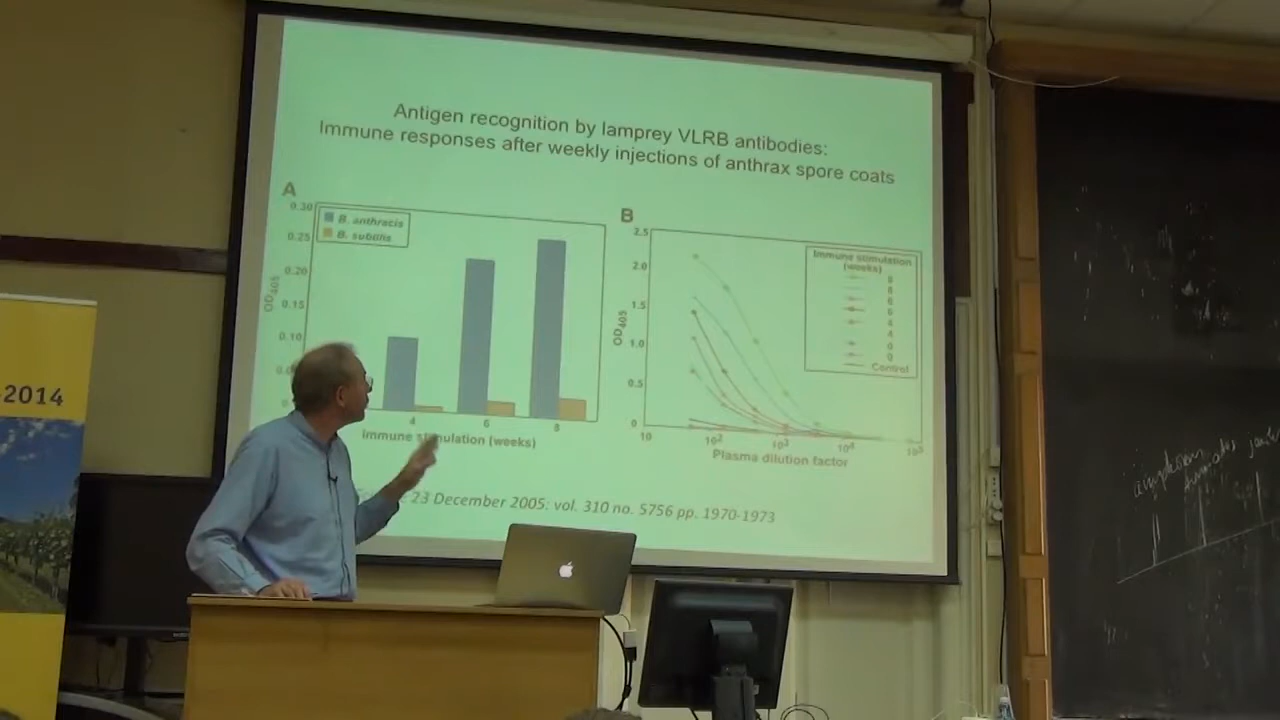 Antigen recognition by lamprey VLRB antibodies:
Immune responses after weekly injections of anthrax spore coats
A
0.30
0.25
0.20
0.15
0.10
OD405
B. anthracis
B. subtilis
4
6
8
Immune stimulation (weeks)
B
2.5
2.0
1.5
1.0
0.5
0
OD405
Immune stimulation
(weeks)
8
8
6
6
4
4
0
0
Control
10
10²
10³
10⁴
10⁵
Plasma dilution factor
23 December 2005: vol. 310 no. 5756 pp. 1970-1973
2014